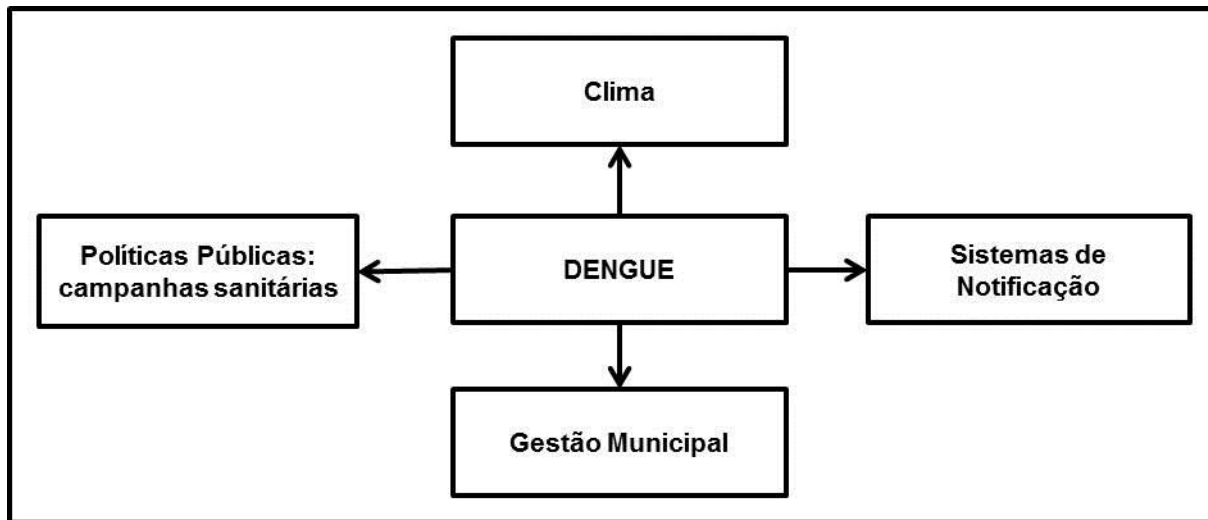 Clima
Políticas Públicas:
campanhas sanitárias
DENGUE
Sistemas de
Notificação
Gestão Municipal